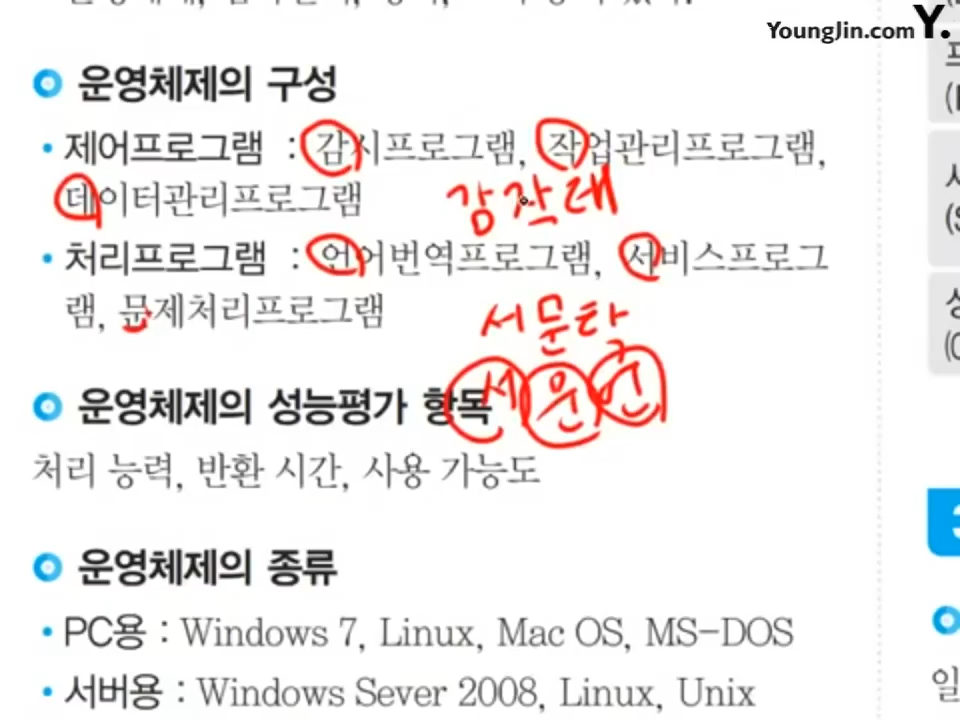 YoungJin.com Y.
운영체제의 구성
• 제어프로그램 : 감시프로그램, 작업관리프로그램,
데이터관리프로그램
감작데
• 처리프로그램 : 언어번역프로그램, 서비스프로그
램, 문제처리프로그램
서문탁
서문언
운영체제의 성능평가 항목
처리 능력, 반환 시간, 사용 가능도
운영체제의 종류
• PC용 : Windows 7, Linux, Mac OS, MS-DOS
• 서버용 : Windows Sever 2008, Linux, Unix
일